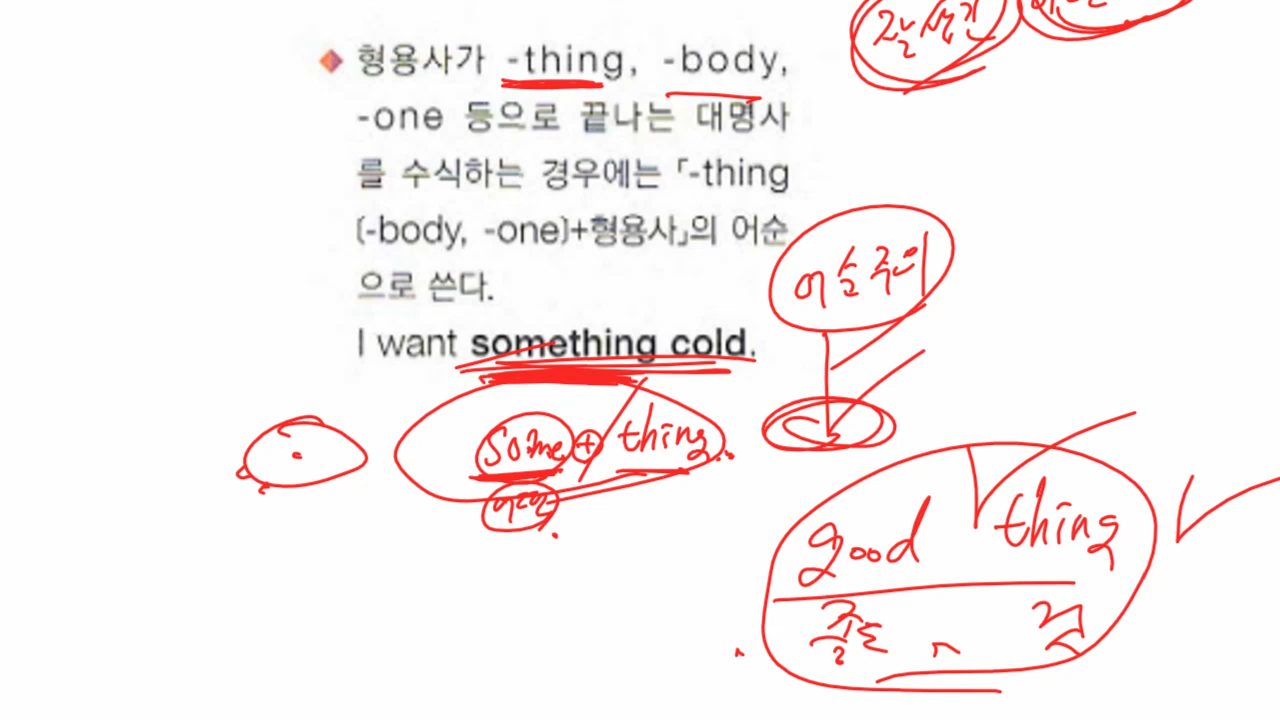 잘생긴
형용사가 -thing, -body,
-one 등으로 끝나는 대명사
를 수식하는 경우에는 「-thing
(-body, -one)+형용사」의 어순
으로 쓴다.
어순주의
I want something cold.
some + thing
어떤
good thing
좋은 것